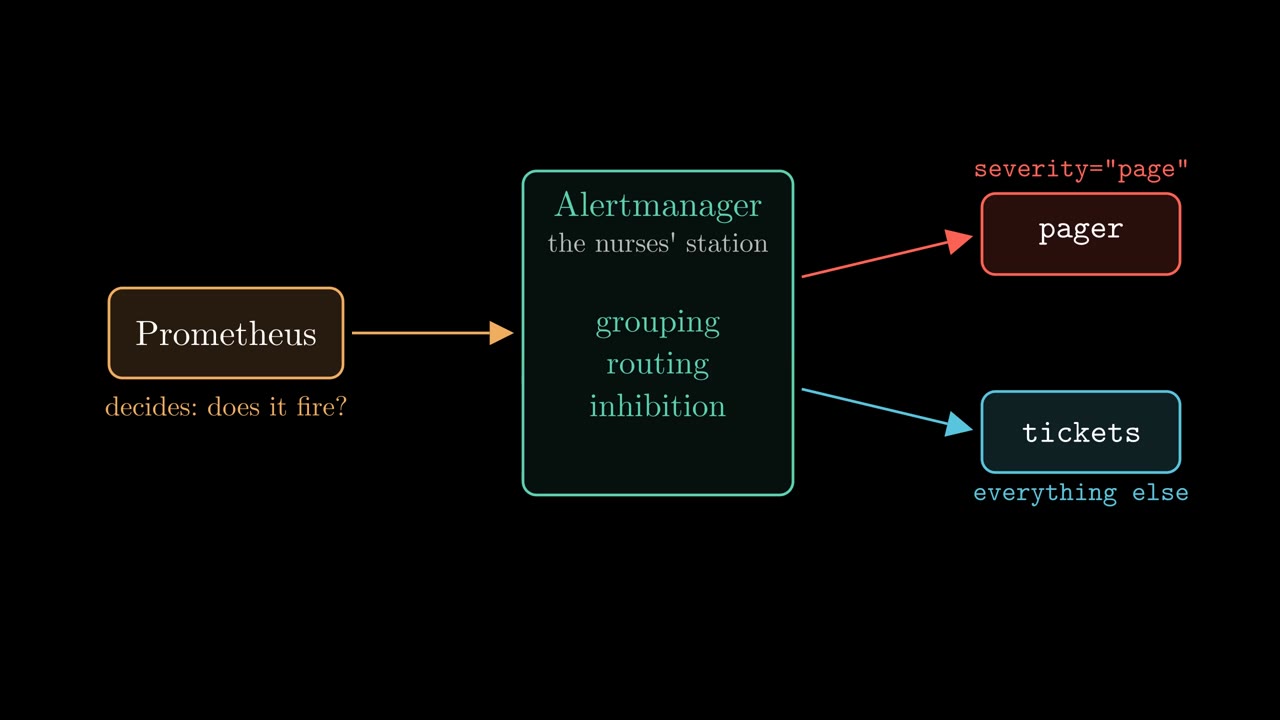 Prometheus
decides: does it fire?
Alertmanager
the nurses' station
grouping
routing
inhibition
severity="page"
pager
tickets
everything else